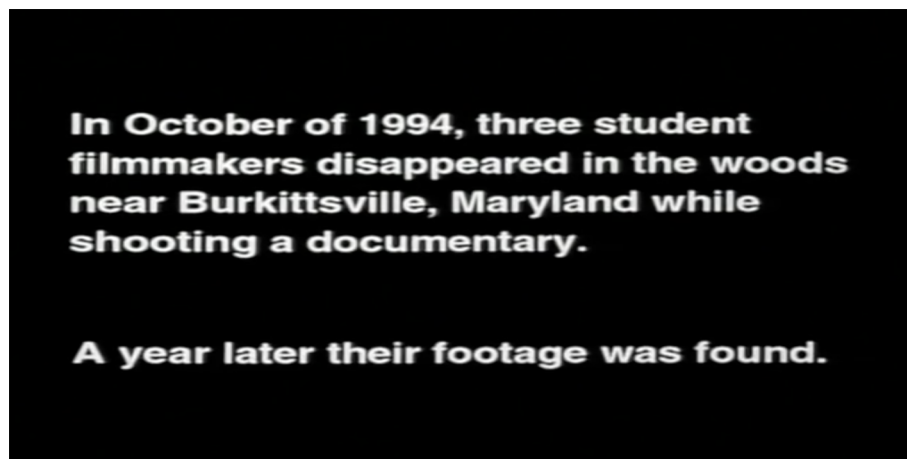 In October of 1994, three student
filmmakers disappeared in the woods
near Burkittsville, Maryland while
shooting a documentary.
A year later their footage was found.